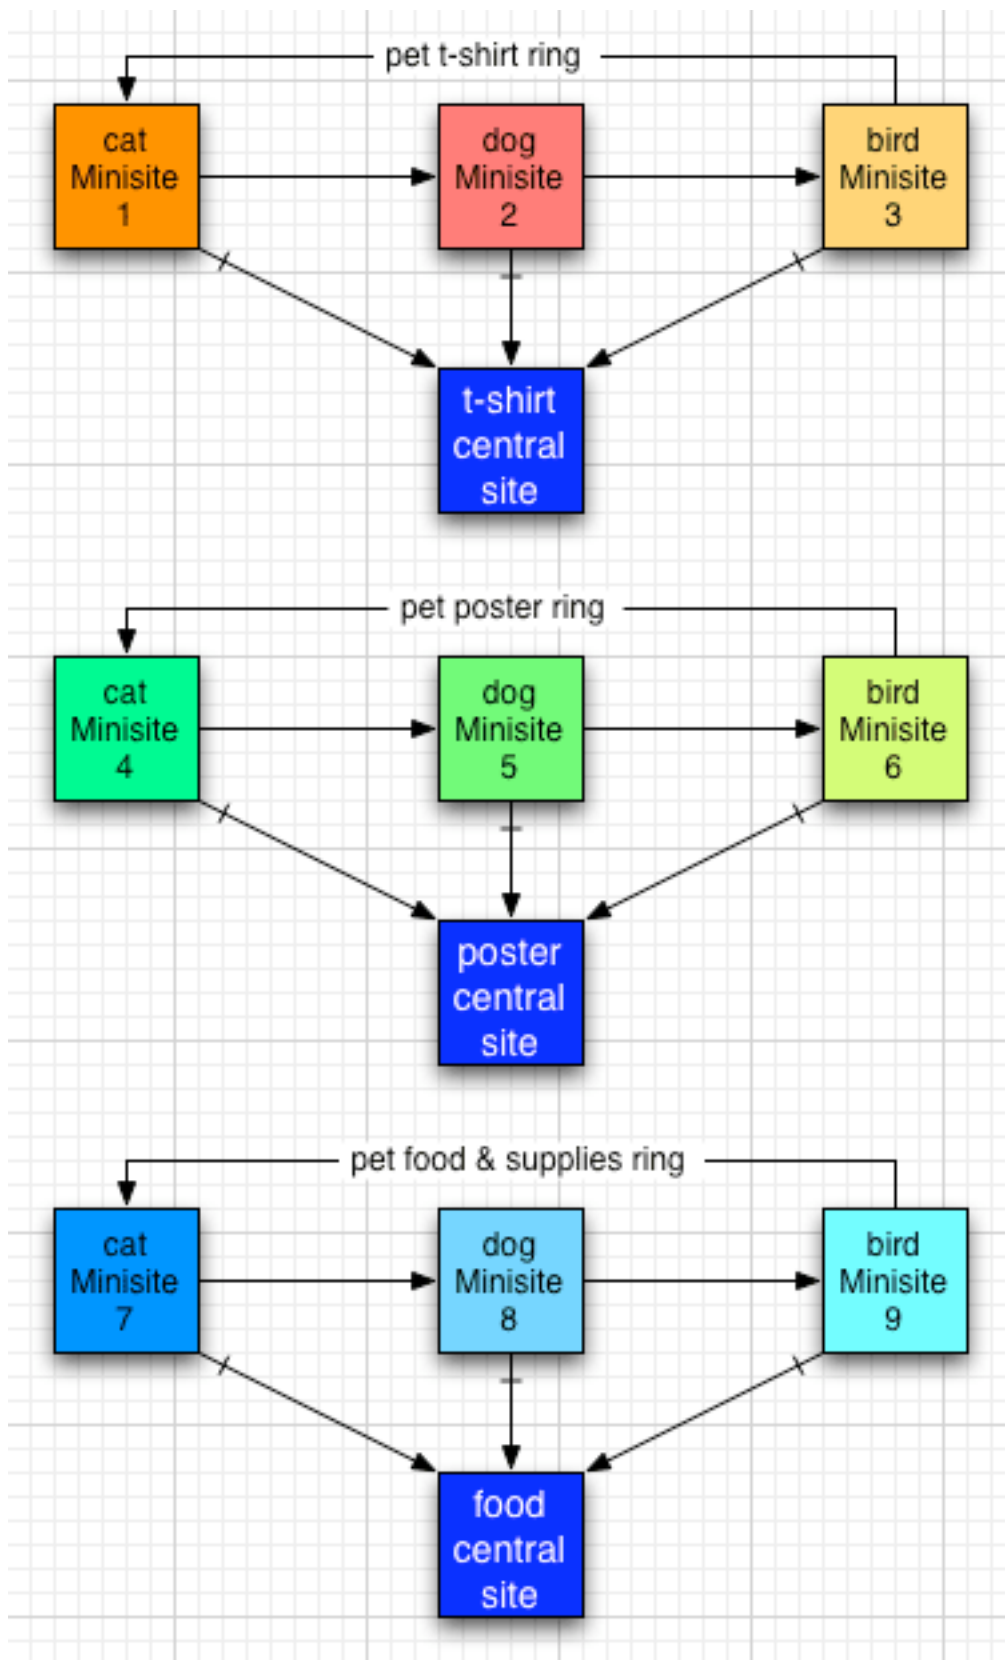 pet t-shirt ring
cat
Minisite
1
dog
Minisite
2
bird
Minisite
3
t-shirt
central
site
pet poster ring
cat
Minisite
4
dog
Minisite
5
bird
Minisite
6
poster
central
site
pet food & supplies ring
cat
Minisite
7
dog
Minisite
8
bird
Minisite
9
food
central
site